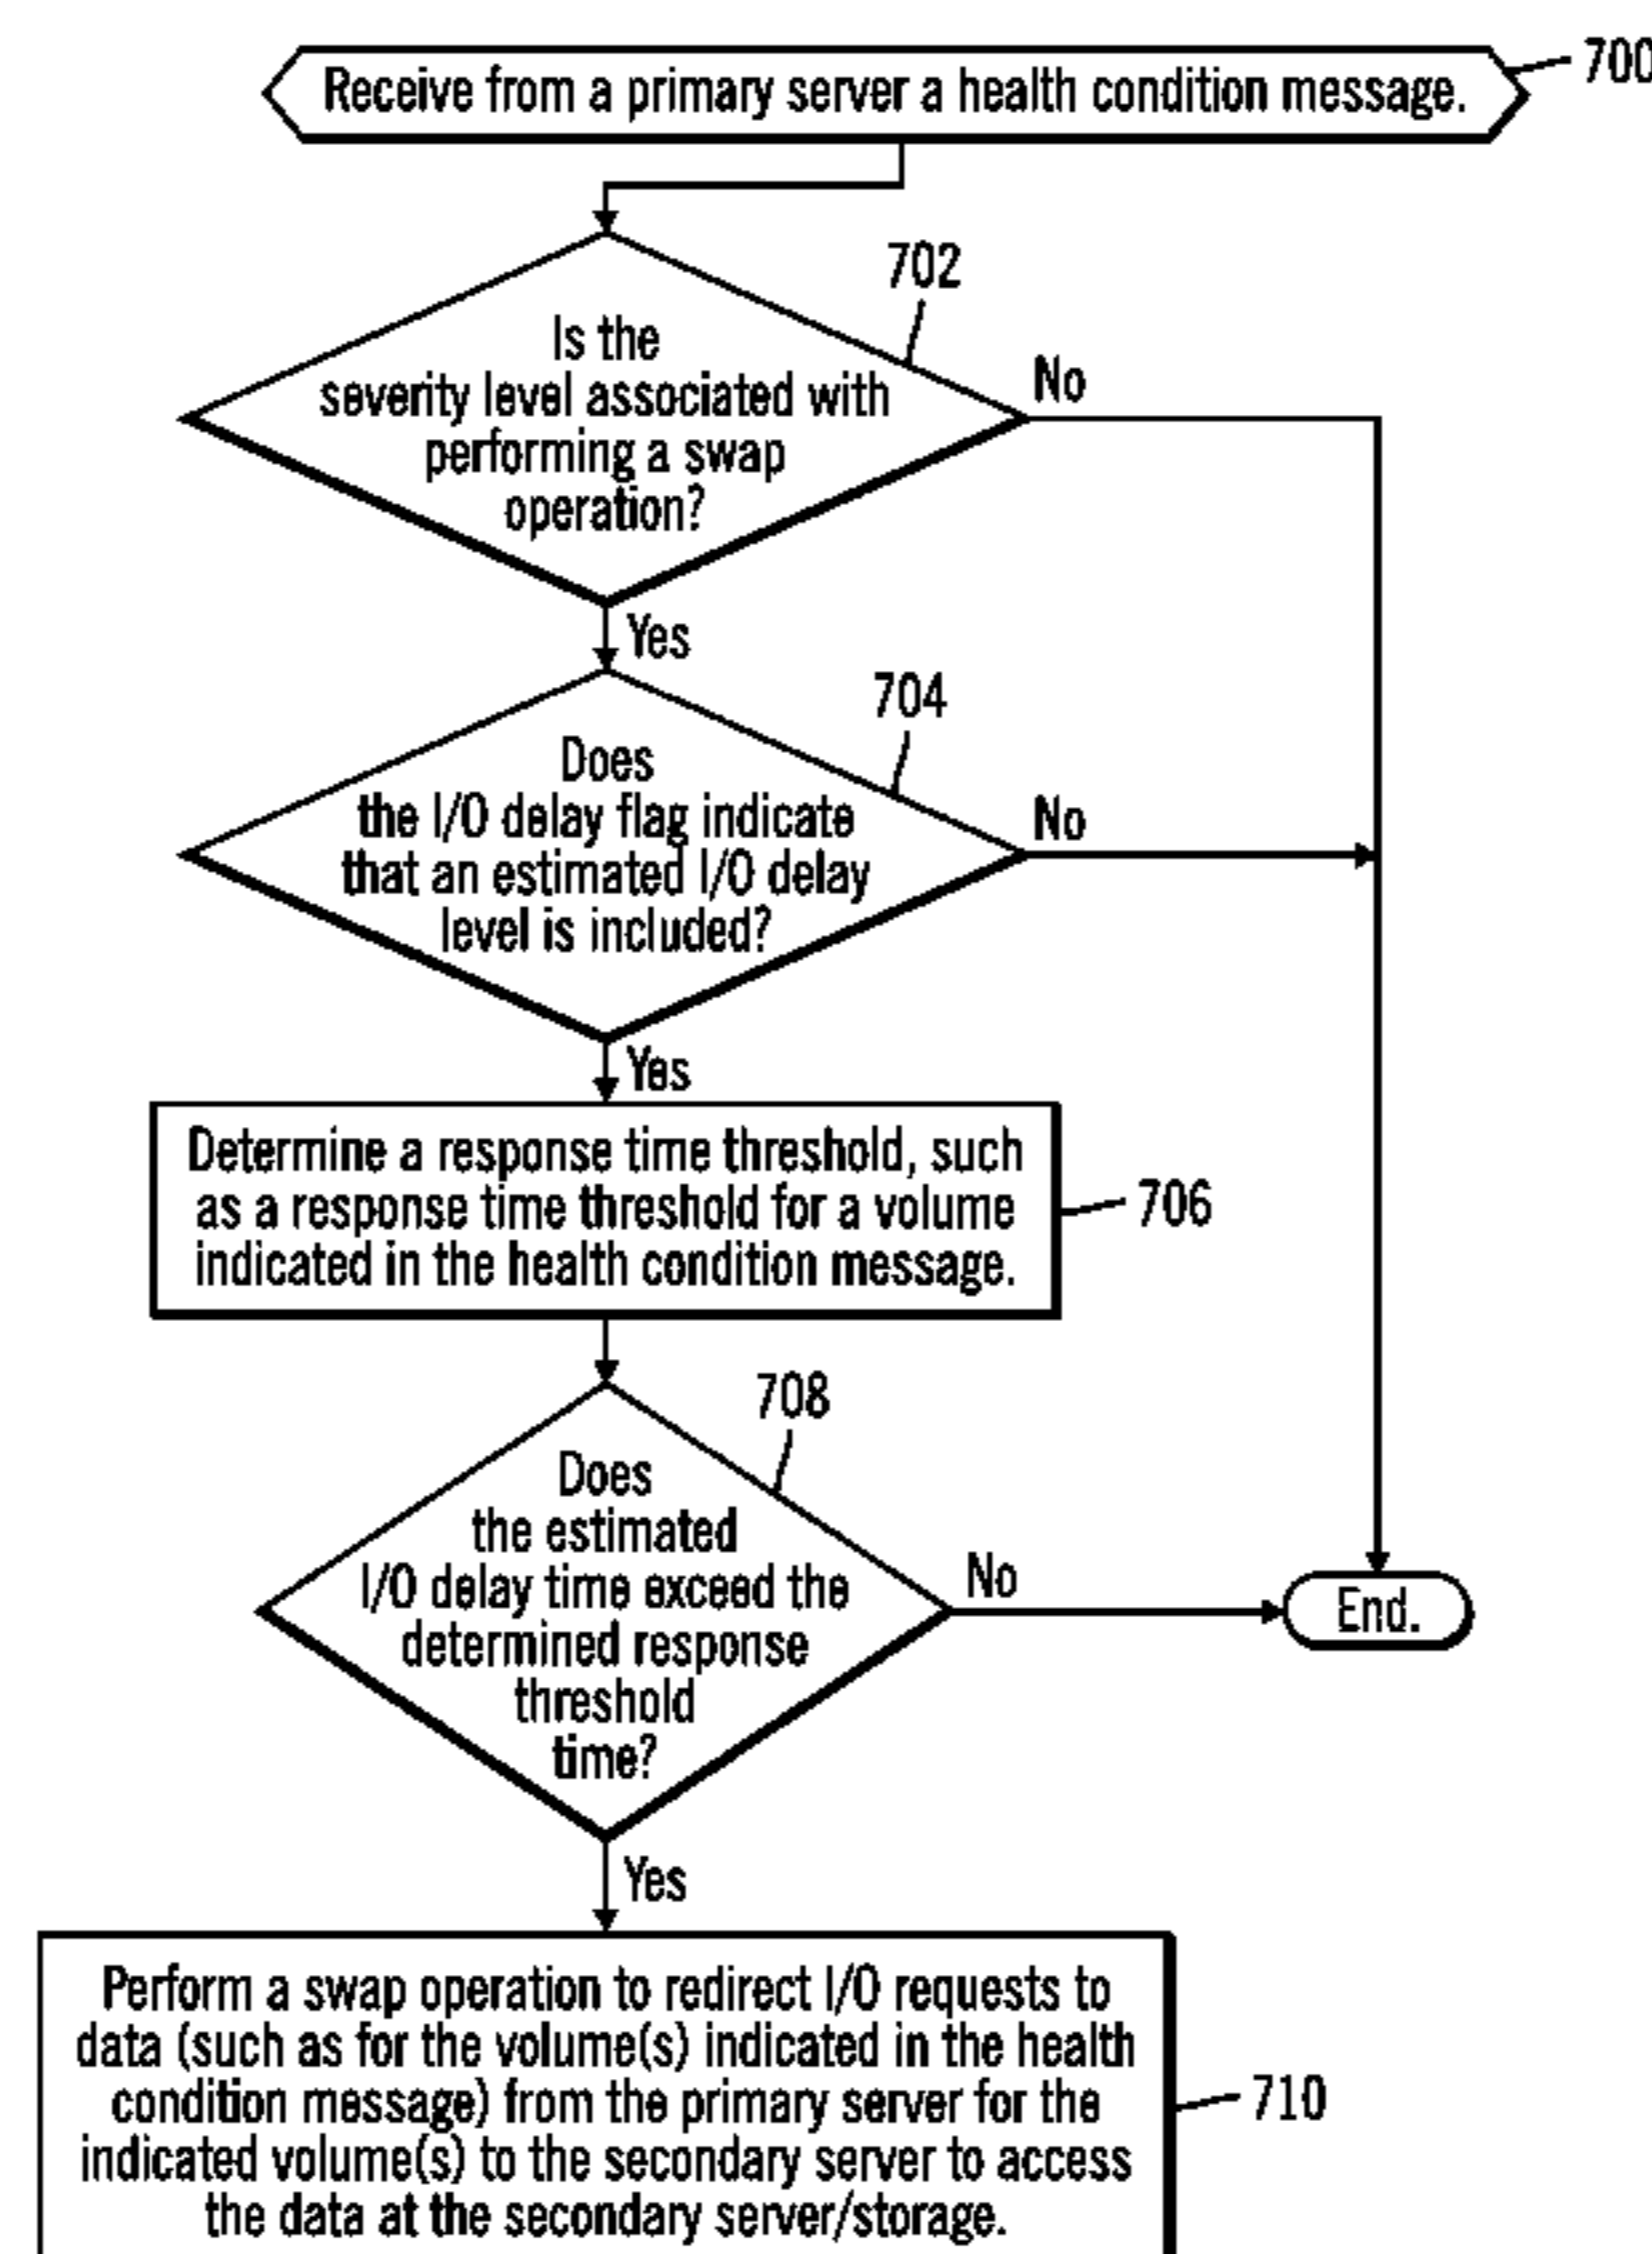 Receive from a primary server a health condition message.
700
702
Is the
severity level associated with
performing a swap
operation?
No
Yes
704
Does
the I/O delay flag indicate
that an estimated I/O delay
level is included?
No
Yes
Determine a response time threshold, such
as a response time threshold for a volume
indicated in the health condition message.
706
708
Does
the estimated
I/O delay time exceed the
determined response
threshold
time?
No
End.
Yes
Perform a swap operation to redirect I/O requests to
data (such as for the volume(s) indicated in the health
condition message) from the primary server for the
indicated volume(s) to the secondary server to access
the data at the secondary server/storage.
710